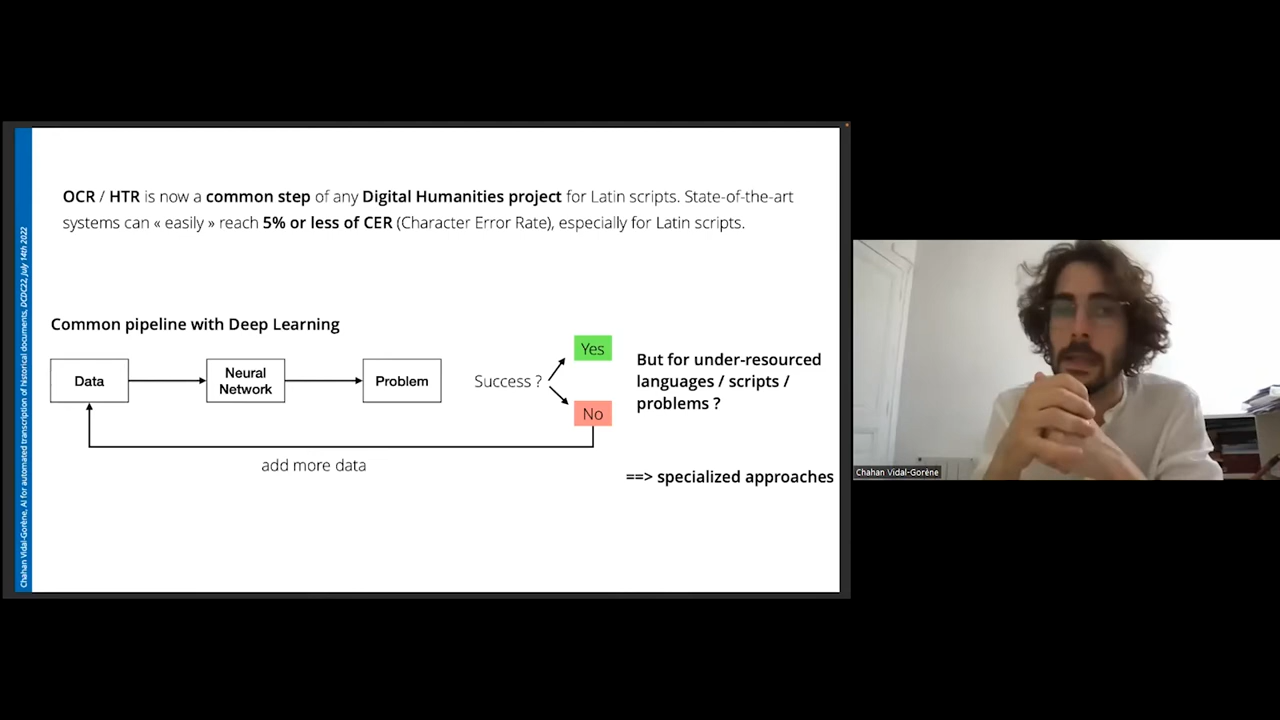 OCR / HTR is now a common step of any Digital Humanities project for Latin scripts. State-of-the-art
systems can « easily » reach 5% or less of CER (Character Error Rate), especially for Latin scripts.
Common pipeline with Deep Learning
Data
Neural
Network
Problem
Success ?
Yes
No
add more data
But for under-resourced
languages / scripts /
problems ?
==> specialized approaches
Chahan Vidal-Gorène, AI for automated transcription of historical documents, DCDC22, July 14th 2022
Chahan Vidal-Gorène